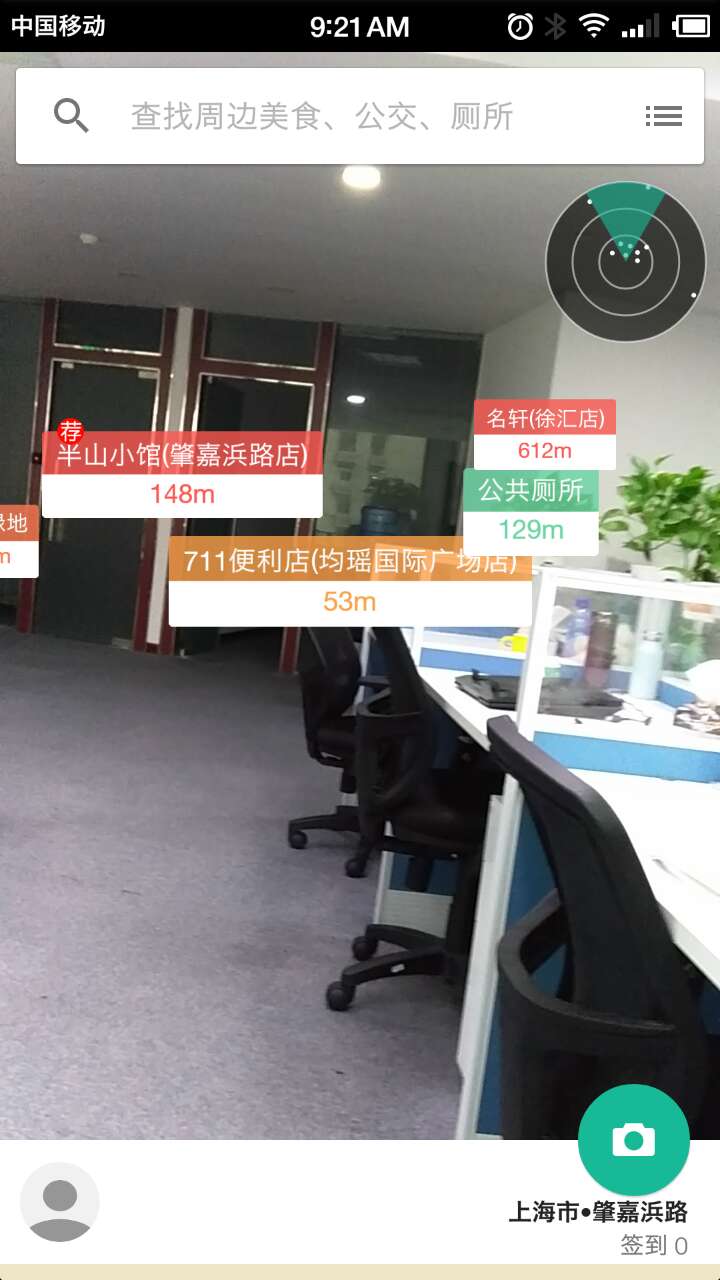 中国移动
9:21 AM
查找周边美食、公交、厕所
名轩(徐汇店)
612m
荐
半山小馆(肇嘉浜路店)
148m
公共厕所
129m
绿地
m
711便利店(均瑶国际广场店)
53m
上海市•肇嘉浜路
签到 0